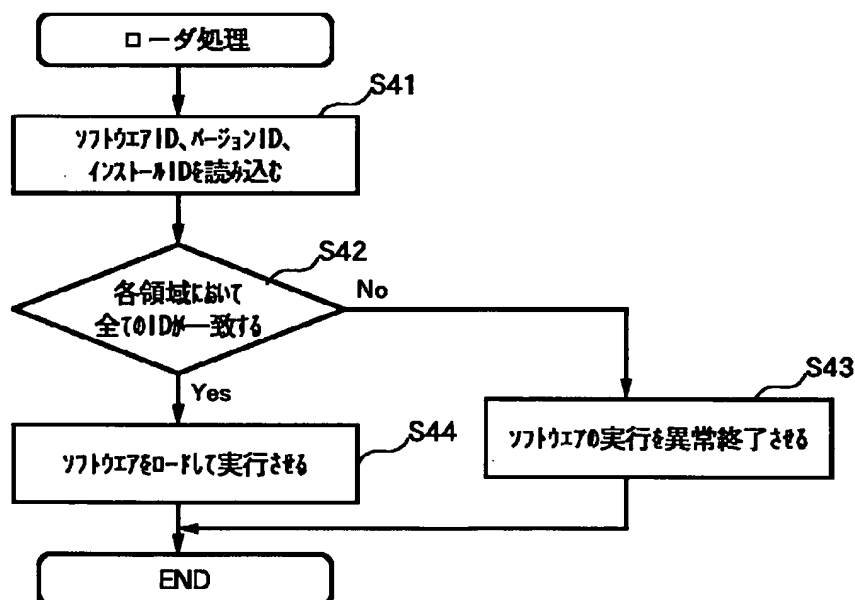 ローダ処理
S41
ソフトウエアID、バージョンID、
インストールIDを読み込む
S42
各領域において
全てのIDが一致する
No
Yes
S43
ソフトウエアの実行を異常終了させる
S44
ソフトウエアをロードして実行させる
END